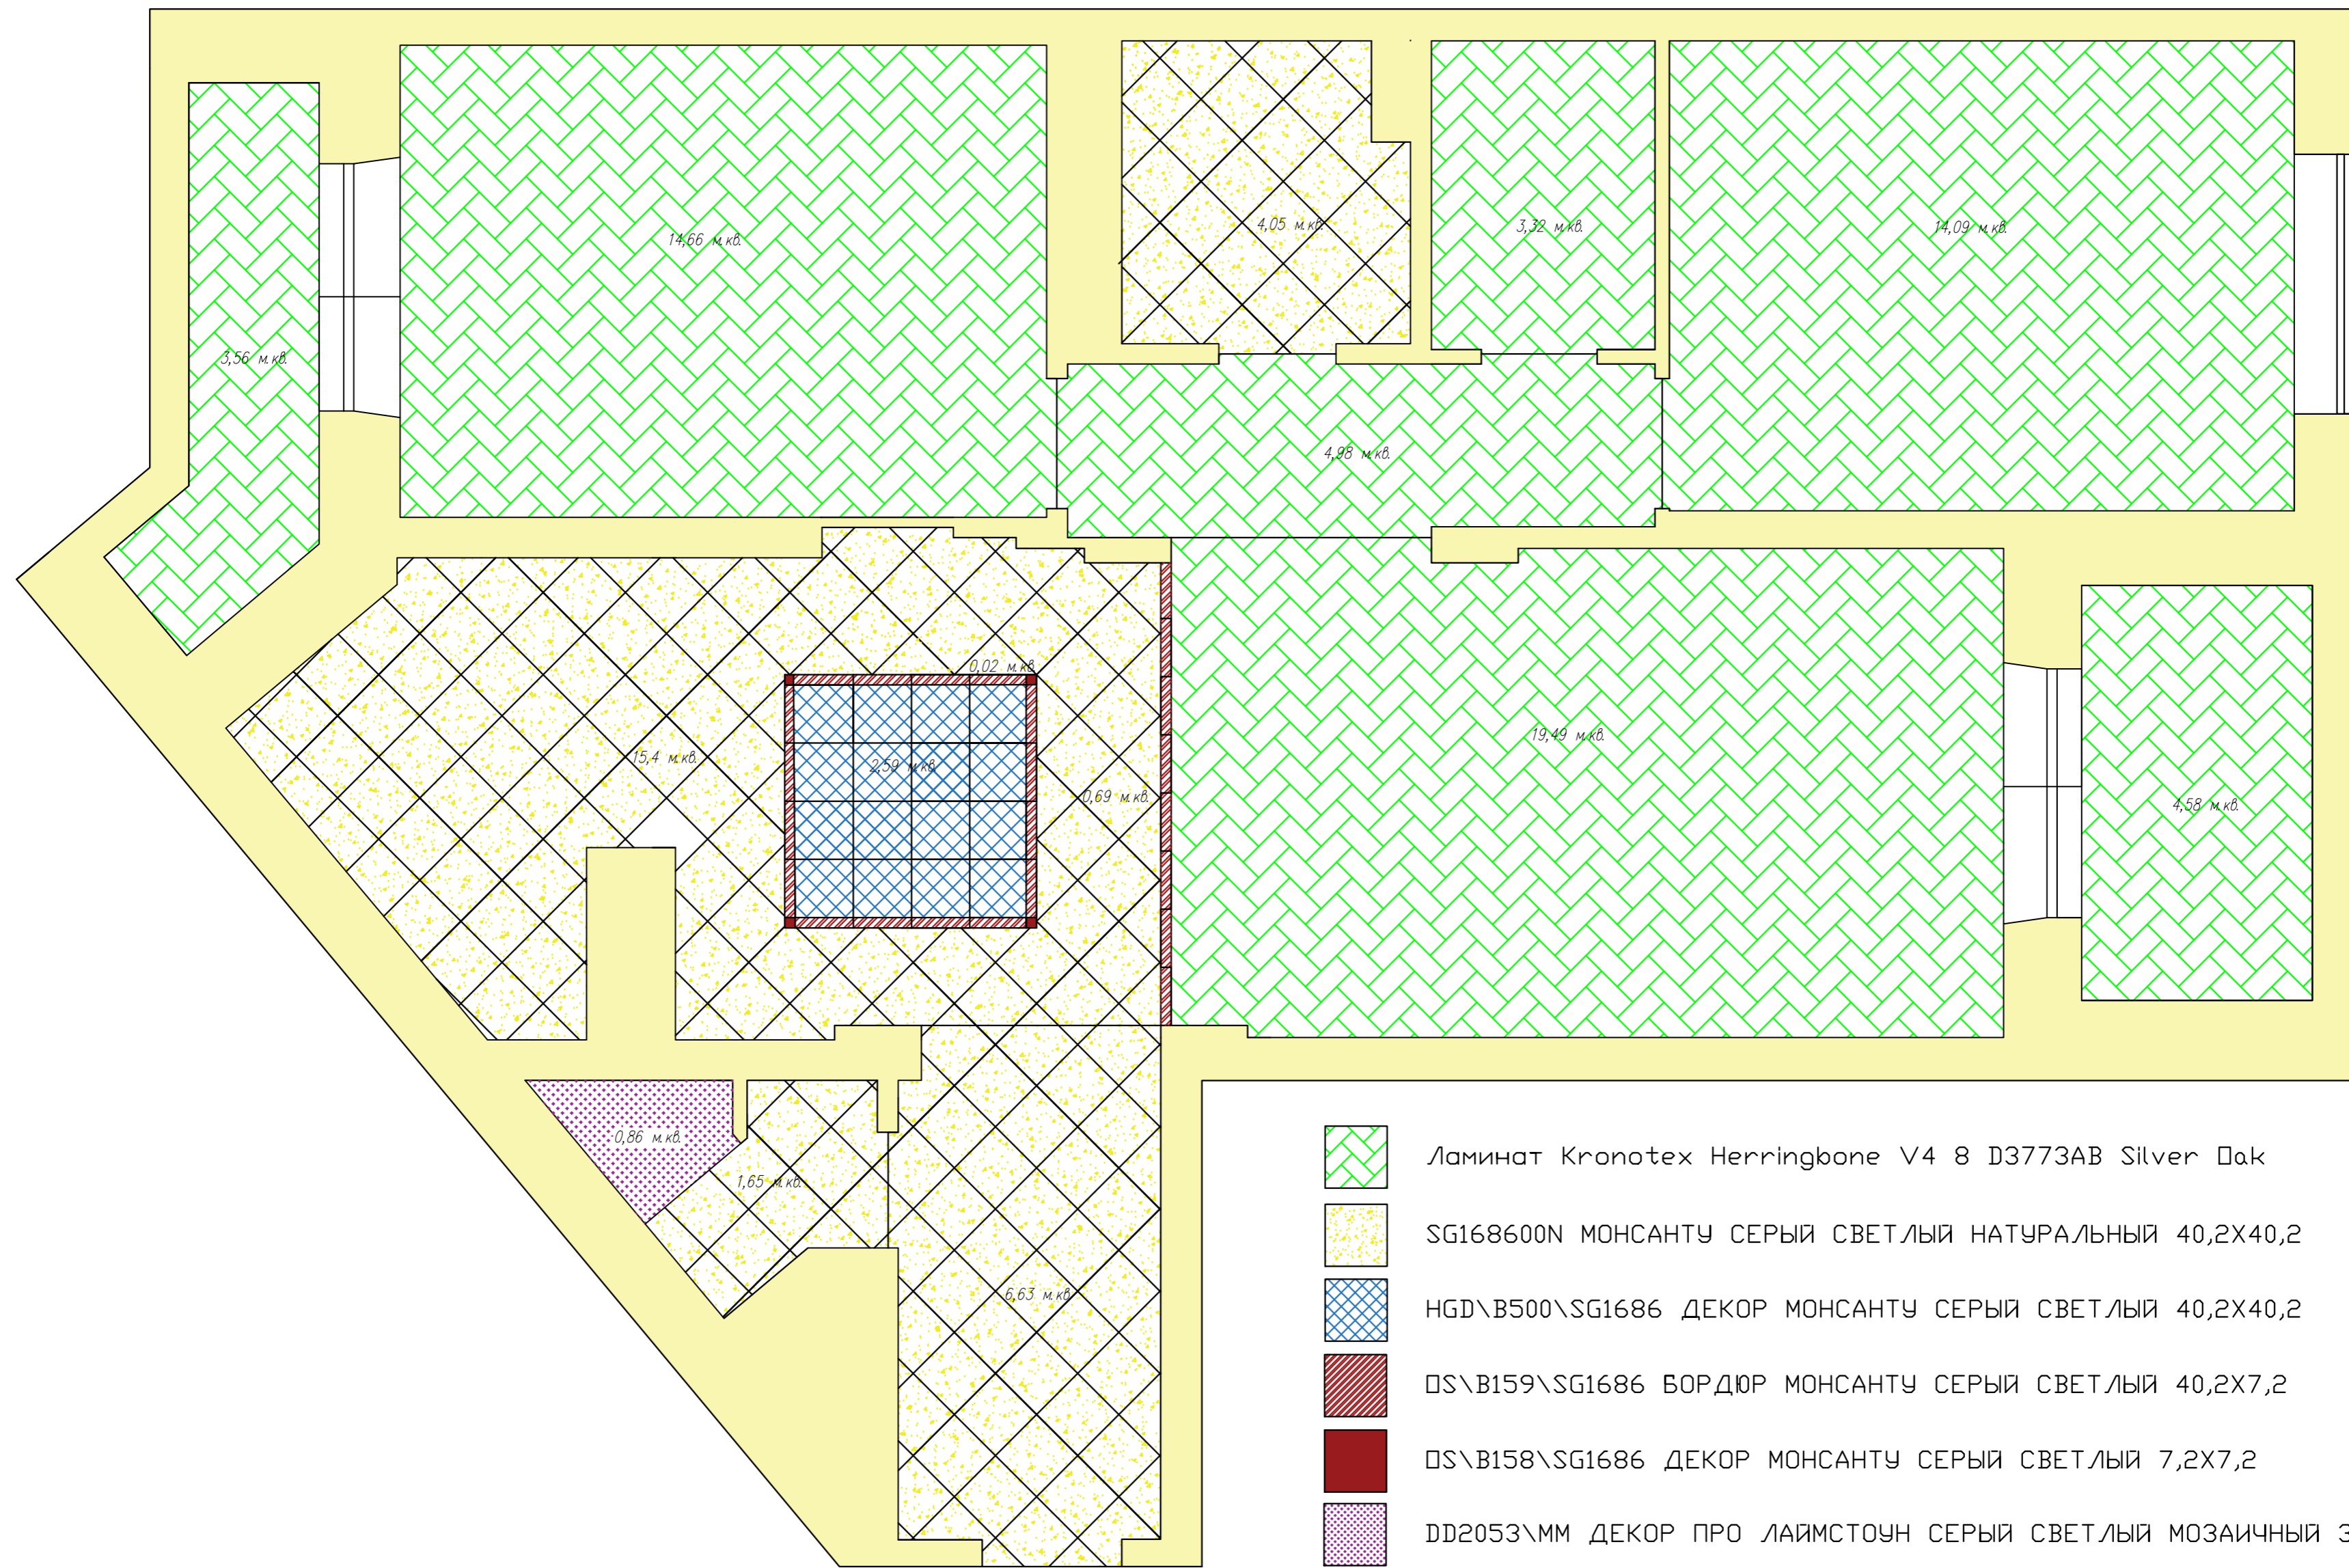 14,66 м.кв.
4,05 м.кв.
3,32 м.кв.
14,09 м.кв.
3,56 м.кв.
4,98 м.кв.
0,02 м.кв.
15,4 м.кв.
2,59 м.кв.
0,69 м.кв.
19,49 м.кв.
4,58 м.кв.
0,86 м.кв.
1,65 м.кв.
6,63 м.кв.
Ламинат Kronotex Herringbone V4 8 D3773AB Silver Oak
SG168600N МОНСАНТУ СЕРЫЙ СВЕТЛЫЙ НАТУРАЛЬНЫЙ 40,2X40,2
HGD\B500\SG1686 ДЕКОР МОНСАНТУ СЕРЫЙ СВЕТЛЫЙ 40,2X40,2
OS\B159\SG1686 БОРДЮР МОНСАНТУ СЕРЫЙ СВЕТЛЫЙ 40,2X7,2
OS\B158\SG1686 ДЕКОР МОНСАНТУ СЕРЫЙ СВЕТЛЫЙ 7,2X7,2
DD2053\MM ДЕКОР ПРО ЛАЙМСТОУН СЕРЫЙ СВЕТЛЫЙ МОЗАИЧНЫЙ